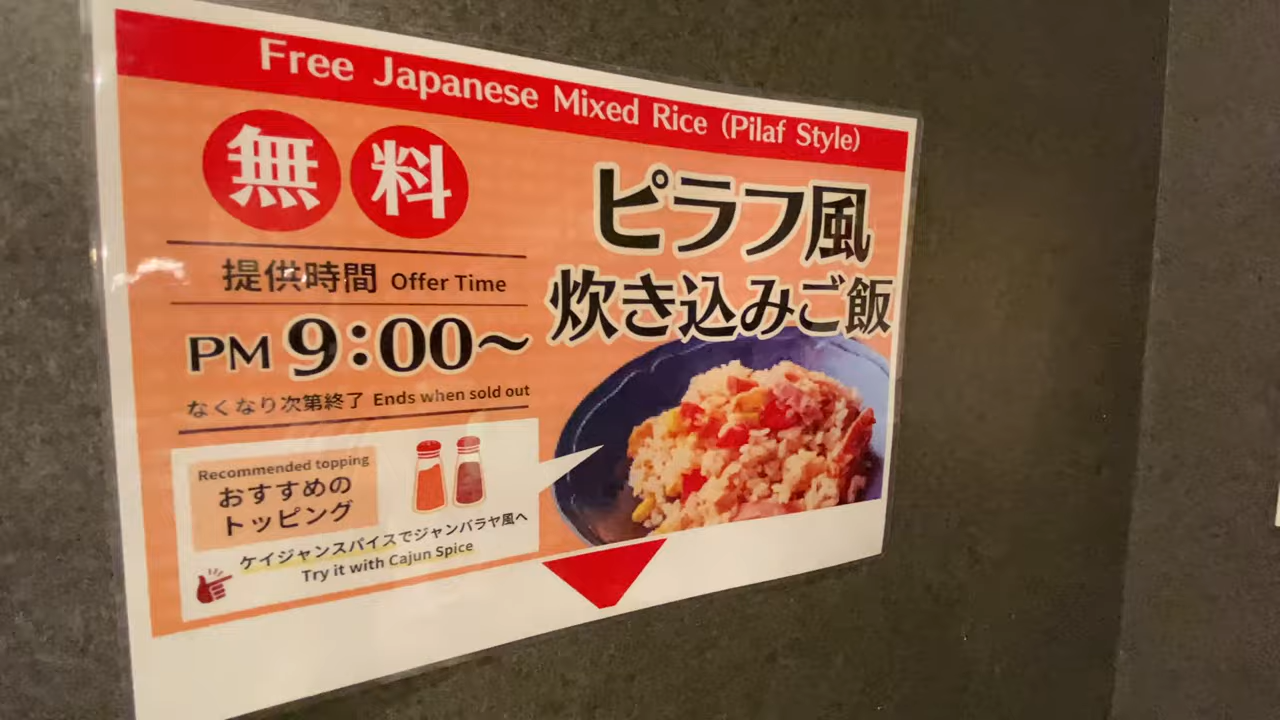 Free Japanese Mixed Rice (Pilaf Style)
無料
提供時間 Offer Time
PM 9:00～
なくなり次第終了 Ends when sold out
ピラフ風
炊き込みご飯
Recommended topping
おすすめの
トッピング
ケイジャンスパイスでジャンバラヤ風へ
Try it with Cajun Spice